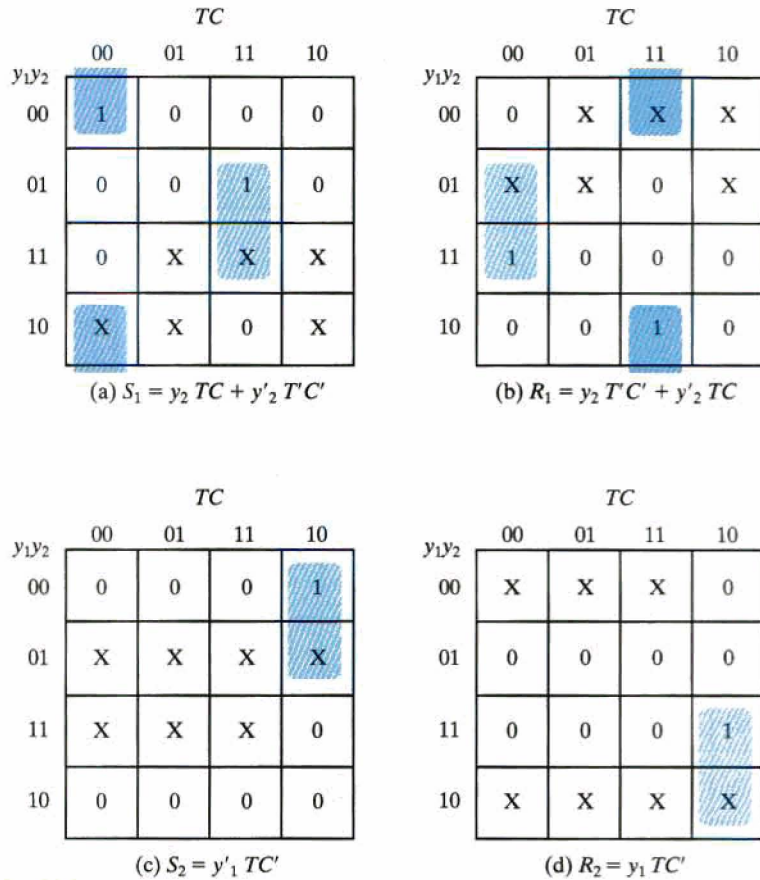 TC TC
00 01 11 10 00 01 11 10
y₁y₂ y₁y₂
00 1 0 0 0 00 0 X X X
01 0 0 1 0 01 X X 0 X
11 0 X X X 11 1 0 0 0
10 X X 0 X 10 0 0 1 0
(a) S₁ = y₂ TC + y'₂ T'C' (b) R₁ = y₂ T'C' + y'₂ TC
TC TC
00 01 11 10 00 01 11 10
y₁y₂ y₁y₂
00 0 0 0 1 00 X X X 0
01 X X X X 01 0 0 0 0
11 X X X 0 11 0 0 0 1
10 0 0 0 0 10 X X X X
(c) S₂ = y'₁ TC' (d) R₂ = y₁ TC'